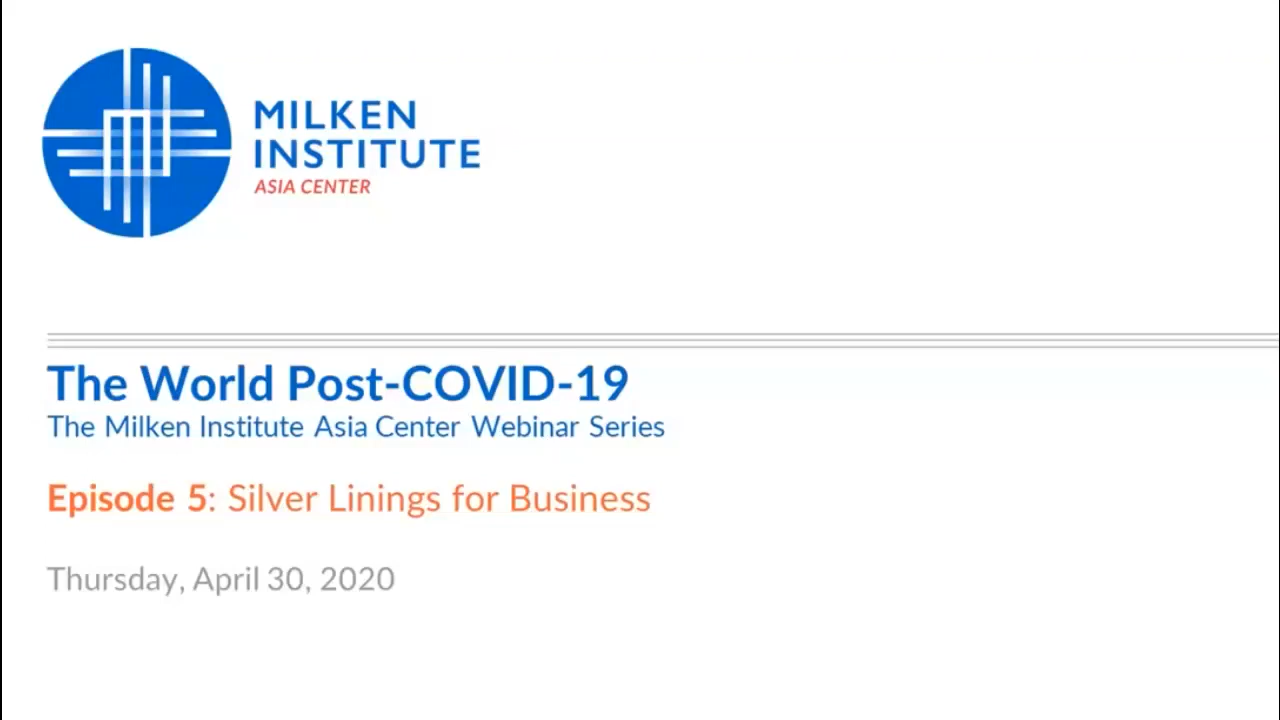 MILKEN
INSTITUTE
ASIA CENTER
The World Post-COVID-19
The Milken Institute Asia Center Webinar Series
Episode 5: Silver Linings for Business
Thursday, April 30, 2020